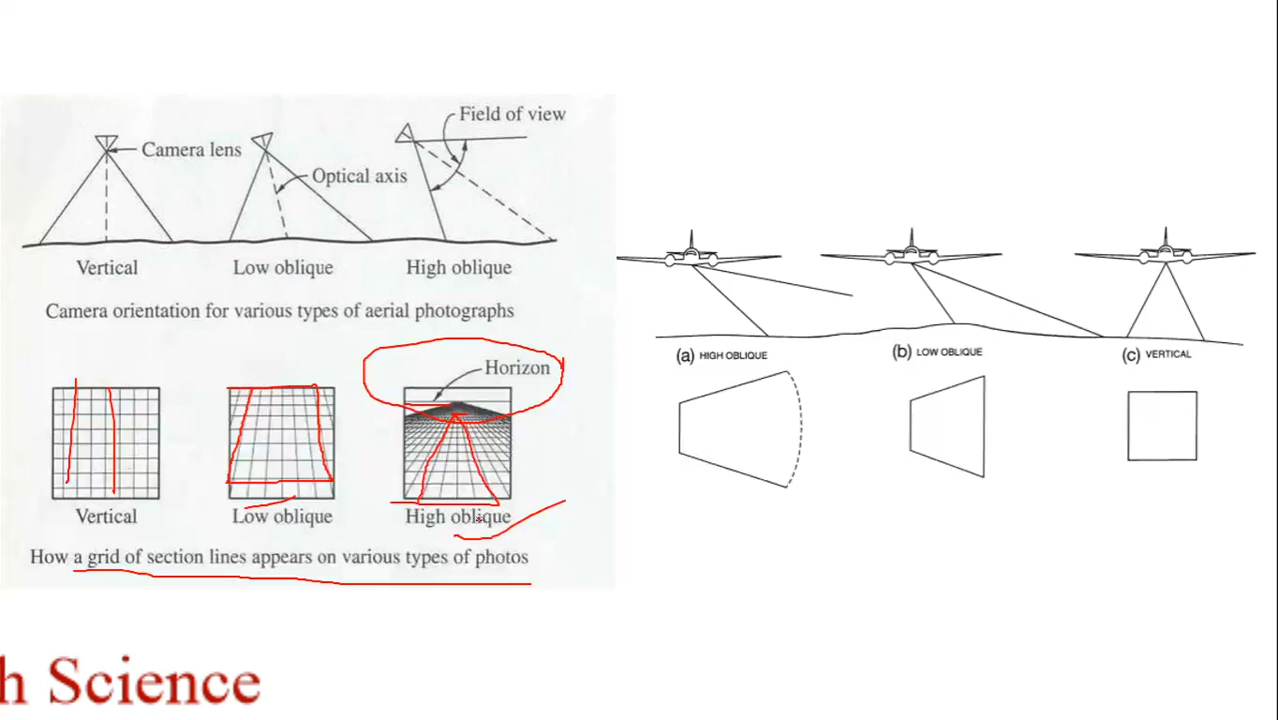 Field of view
Camera lens
Optical axis
Vertical Low oblique High oblique
Camera orientation for various types of aerial photographs
Horizon
Vertical Low oblique High oblique
How a grid of section lines appears on various types of photos
(a) HIGH OBLIQUE (b) LOW OBLIQUE (c) VERTICAL
h Science